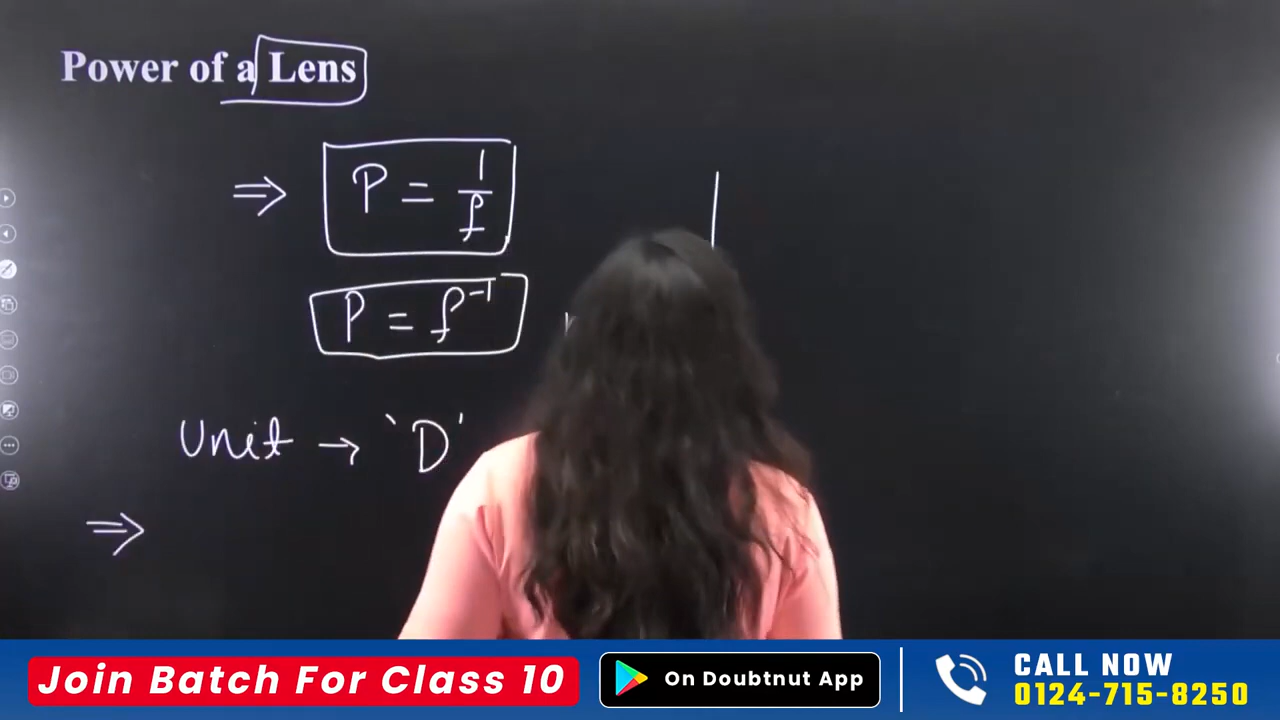 Power of a Lens
⇒ P = 1/f
P = f⁻¹
Unit → 'D'
⇒
Join Batch For Class 10
On Doubtnut App
CALL NOW
0124-715-8250